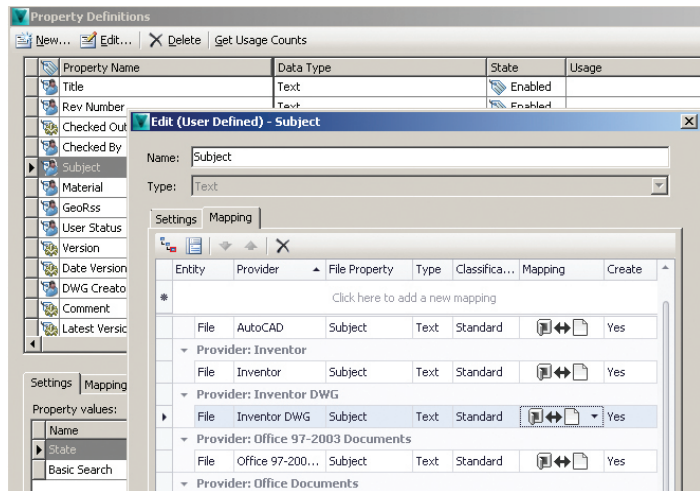 Property Definitions
New... Edit... Delete Get Usage Counts
Property Name Data Type State Usage
Title Text Enabled
Rev Number Text Enabled
Checked Out
Edit (User Defined) - Subject
Checked By
Name: Subject
Subject
Type: Text
Material
GeoRss
Settings Mapping
User Status
Version
Entity Provider File Property Type Classifica... Mapping Create
Date Version
Click here to add a new mapping
DWG Creato
Comment
File AutoCAD Subject Text Standard Yes
Latest Versic
Provider: Inventor
File Inventor Subject Text Standard Yes
Settings Mapping
Provider: Inventor DWG
Property values:
File Inventor DWG Subject Text Standard Yes
Name
Provider: Office 97-2003 Documents
State
File Office 97-200... Subject Text Standard Yes
Basic Search
Provider: Office Documents